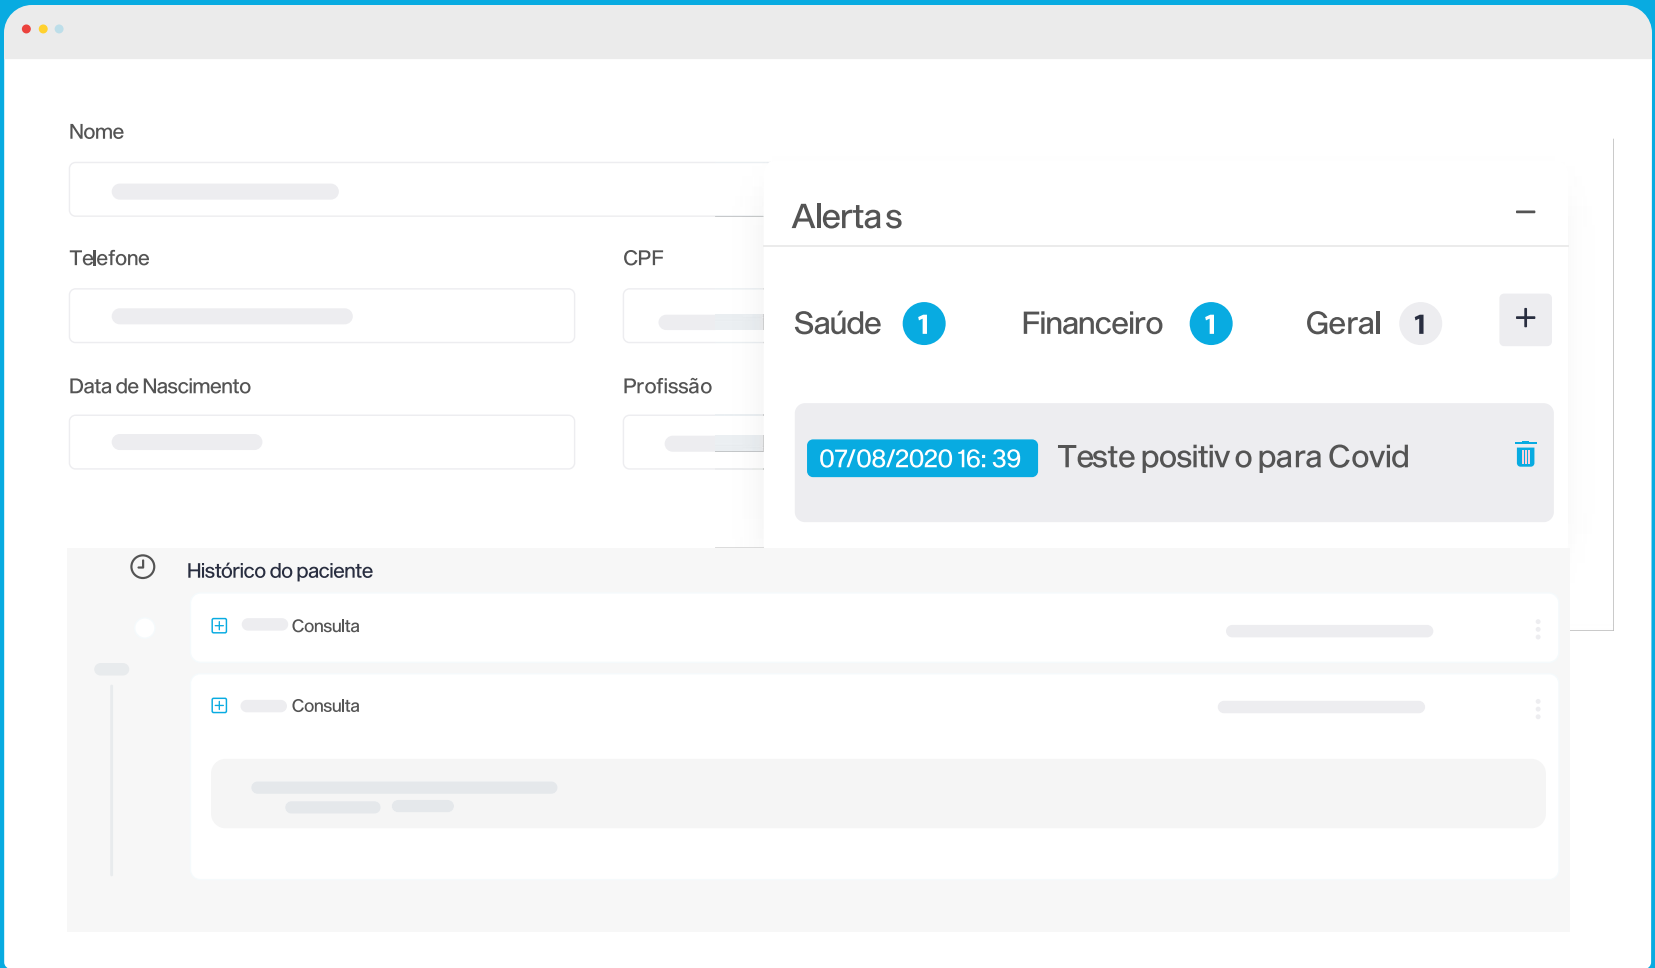 Nome
Alertas
Telefone
CPF
Saúde 1 Financeiro 1 Geral 1 +
Data de Nascimento
Profissão
07/08/2020 16: 39 Teste positivo para Covid
Histórico do paciente
Consulta
Consulta